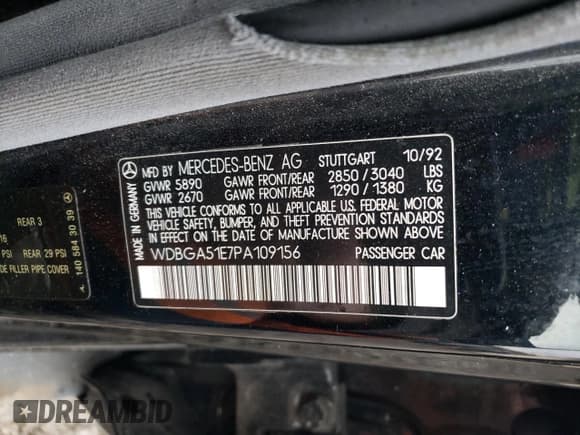 MADE IN GERMANY
MFD BY MERCEDES-BENZ AG STUTTGART 10/92
GVWR 5890 GAWR FRONT/REAR 2850/3040 LBS
GVWR 2670 GAWR FRONT/REAR 1290/1380 KG
THIS VEHICLE CONFORMS TO ALL APPLICABLE U.S. FEDERAL MOTOR
VEHICLE SAFETY, BUMPER, AND THEFT PREVENTION STANDARDS
IN EFFECT ON THE DATE OF MANUFACTURE SHOWN ABOVE.
WDBGA51E7PA109156 PASSENGER CAR
REAR 3
16
PSI REAR 29 PSI
DE FILLER PIPE COVER
140 584 30 39
DREAMBID